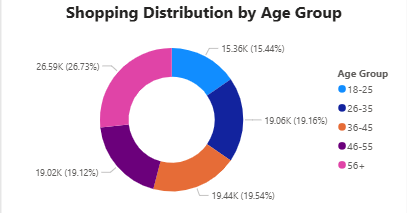 Shopping Distribution by Age Group
15.36K (15.44%)
26.59K (26.73%)
Age Group
18-25
26-35
36-45
46-55
56+
19.06K (19.16%)
19.02K (19.12%)
19.44K (19.54%)